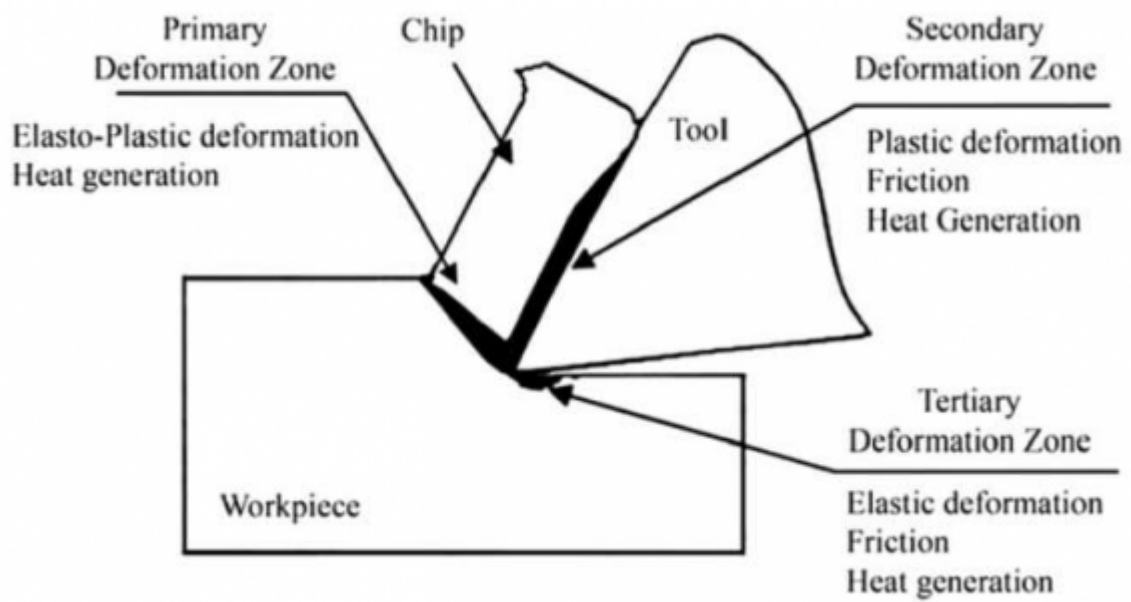 Primary
Deformation Zone
Elasto-Plastic deformation
Heat generation
Chip
Tool
Secondary
Deformation Zone
Plastic deformation
Friction
Heat Generation
Workpiece
Tertiary
Deformation Zone
Elastic deformation
Friction
Heat generation